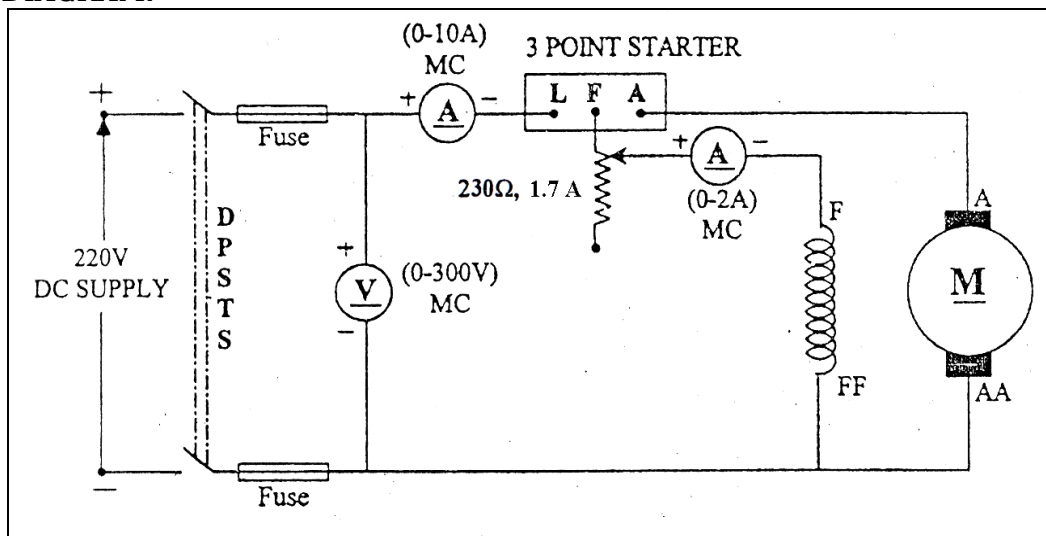 (0-10A)
MC
3 POINT STARTER
+
+ A −
L F A
Fuse
+ A −
230Ω, 1.7 A
(0-2A)
MC
F
A
D
P
S
T
S
220V
DC SUPPLY
+
V
−
(0-300V)
MC
M
FF
AA
−
Fuse